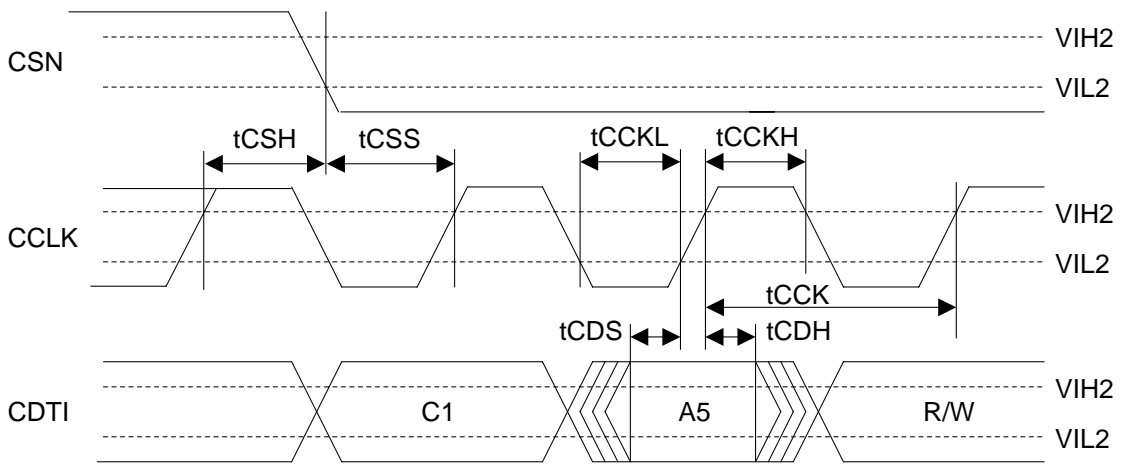 CSN
VIH2
VIL2
tCSH
tCSS
tCCKL
tCCKH
CCLK
VIH2
VIL2
tCCK
tCDS
tCDH
CDTI
C1
A5
R/W
VIH2
VIL2